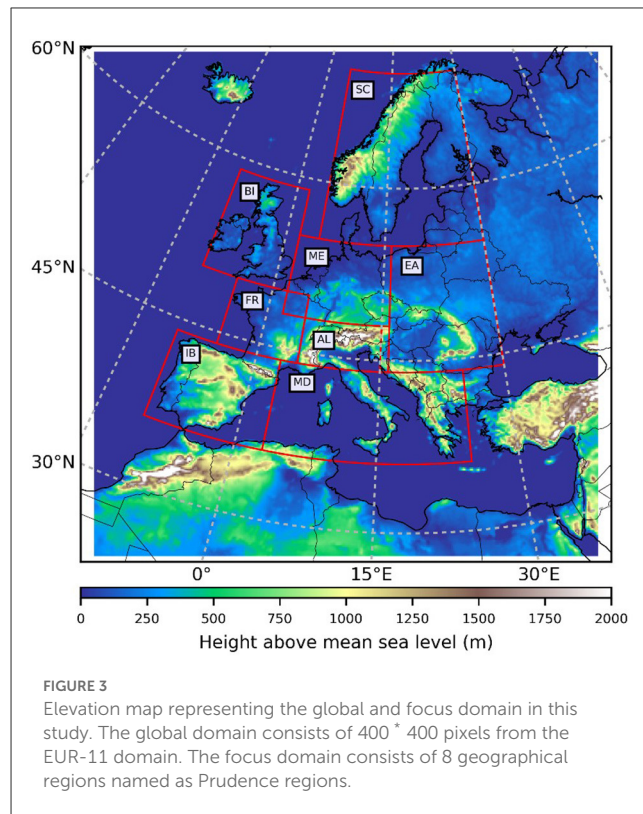 60°N
45°N
30°N
SC
BI
ME
EA
FR
AL
IB
MD
0°
15°E
30°E
0
250
500
750
1000
1250
1500
1750
2000
Height above mean sea level (m)
FIGURE 3
Elevation map representing the global and focus domain in this
study. The global domain consists of 400 * 400 pixels from the
EUR-11 domain. The focus domain consists of 8 geographical
regions named as Prudence regions.